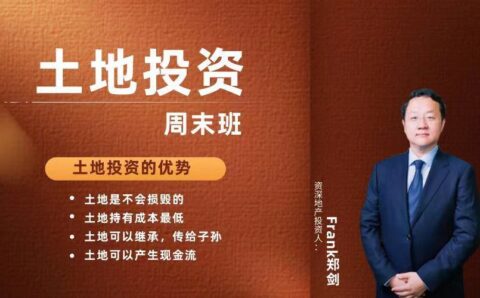 土地投资
周末班
土地投资的优势
• 土地是不会损毁的
• 土地持有成本最低
• 土地可以继承，传给子孙
• 土地可以产生现金流
资深地产投资人：
Frank郑剑